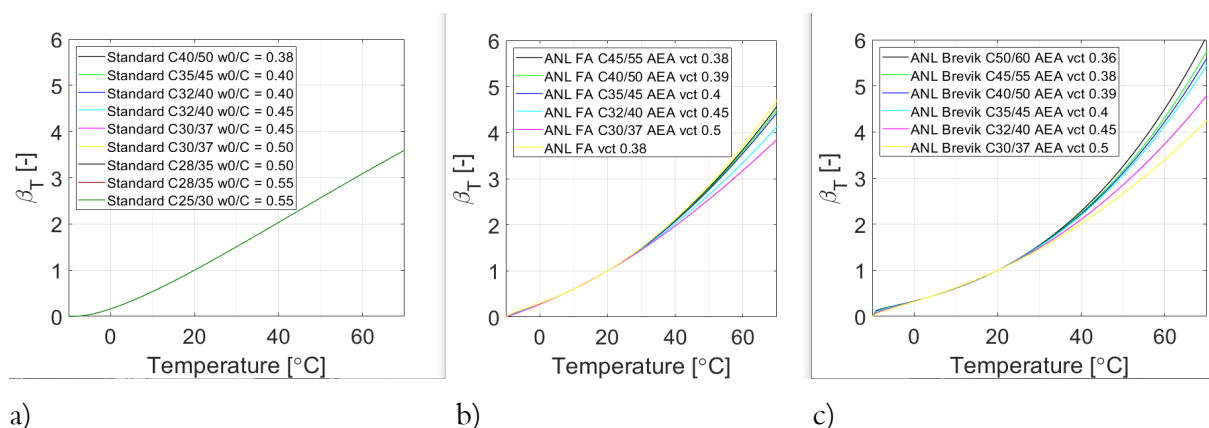 6
5
4
3
2
1
0
β_T [-]
Standard C40/50 w0/C = 0.38
Standard C35/45 w0/C = 0.40
Standard C32/40 w0/C = 0.40
Standard C32/40 w0/C = 0.45
Standard C30/37 w0/C = 0.45
Standard C30/37 w0/C = 0.50
Standard C28/35 w0/C = 0.50
Standard C28/35 w0/C = 0.55
Standard C25/30 w0/C = 0.55
0 20 40 60
Temperature [°C]
a)
6
5
4
3
2
1
0
β_T [-]
ANL FA C45/55 AEA vct 0.38
ANL FA C40/50 AEA vct 0.39
ANL FA C35/45 AEA vct 0.4
ANL FA C32/40 AEA vct 0.45
ANL FA C30/37 AEA vct 0.5
ANL FA vct 0.38
0 20 40 60
Temperature [°C]
b)
6
5
4
3
2
1
0
β_T [-]
ANL Brevik C50/60 AEA vct 0.36
ANL Brevik C45/55 AEA vct 0.38
ANL Brevik C40/50 AEA vct 0.39
ANL Brevik C35/45 AEA vct 0.4
ANL Brevik C32/40 AEA vct 0.45
ANL Brevik C30/37 AEA vct 0.5
0 20 40 60
Temperature [°C]
c)